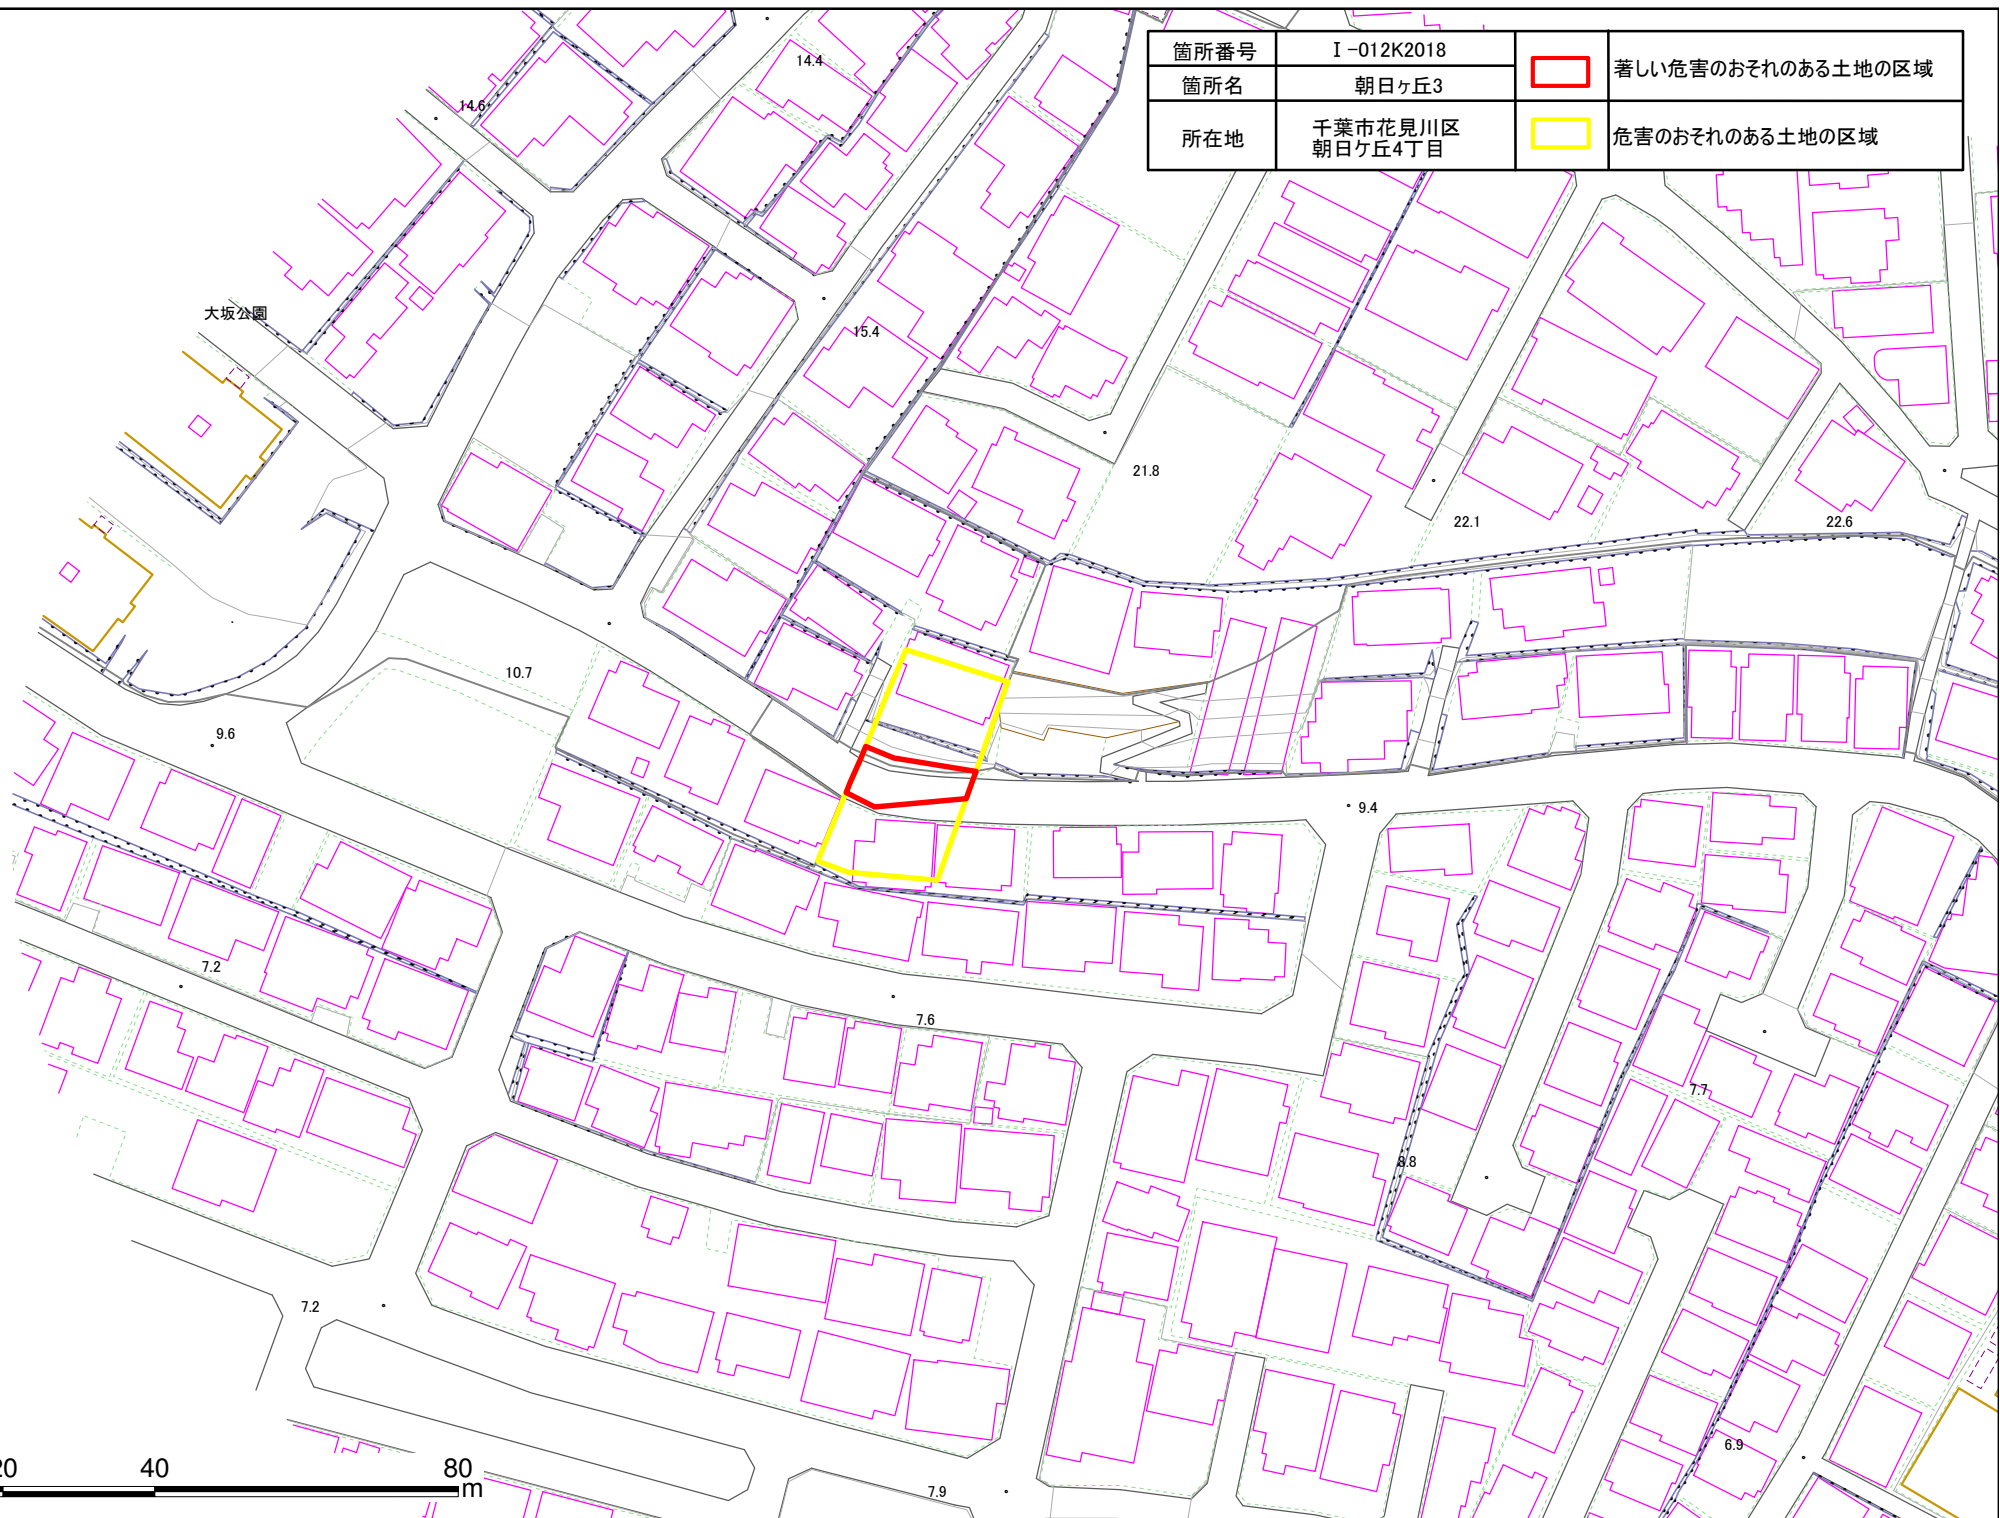 箇所番号
Ⅰ-012K2018
著しい危害のおそれのある土地の区域
箇所名
朝日ヶ丘3
所在地
千葉市花見川区
朝日ケ丘4丁目
危害のおそれのある土地の区域
14.4
14.6
大坂公園
15.4
21.8
22.1
22.6
10.7
9.6
9.4
7.2
7.6
7.7
8.8
7.2
6.9
7.9
20 40 80
m